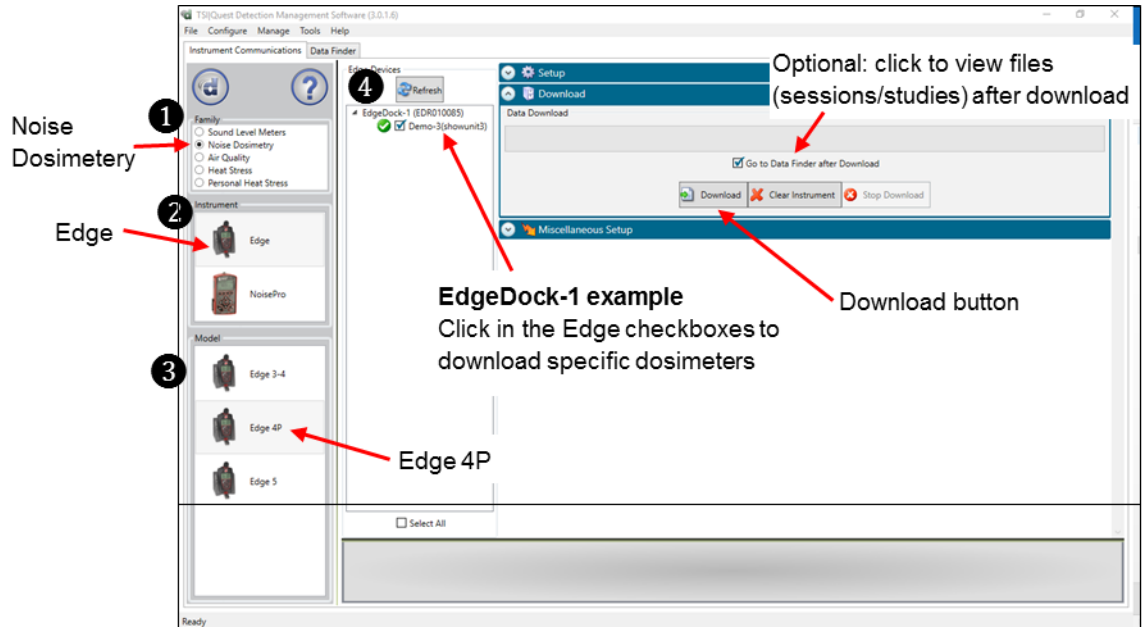 TSI|Quest Detection Management Software (3.0.1.6)
File Configure Manage Tools Help
Instrument Communications Data Finder
Edge Devices
4
Refresh
EdgeDock-1 (EDR010085)
Demo-3(showunit3)
Setup
Download
Data Download
Optional: click to view files
(sessions/studies) after download
Go to Data Finder after Download
Download Clear Instrument Stop Download
Miscellaneous Setup
1
Noise
Dosimetery
Family
Sound Level Meters
Noise Dosimetry
Air Quality
Heat Stress
Personal Heat Stress
2
Instrument
Edge
Edge
NoisePro
EdgeDock-1 example
Click in the Edge checkboxes to
download specific dosimeters
Download button
Model
3
Edge 3-4
Edge 4P
Edge 4P
Edge 5
Select All
Ready